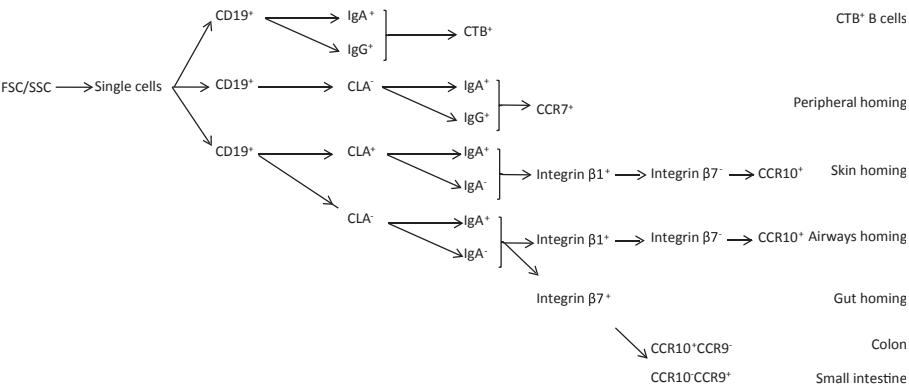 CD19⁺ IgA⁺ CTB⁺ B cells
IgG⁺ CTB⁺
FSC/SSC Single cells CD19⁺ CLA⁻ IgA⁺
IgG⁺ CCR7⁺ Peripheral homing
CD19⁺ CLA⁺ IgA⁺
IgA⁻ Integrin β1⁺ Integrin β7⁻ CCR10⁺ Skin homing
CLA⁻ IgA⁺
IgA⁻ Integrin β1⁺ Integrin β7⁻ CCR10⁺ Airways homing
Integrin β7⁺ Gut homing
CCR10⁺CCR9⁻ Colon
CCR10⁻CCR9⁺ Small intestine